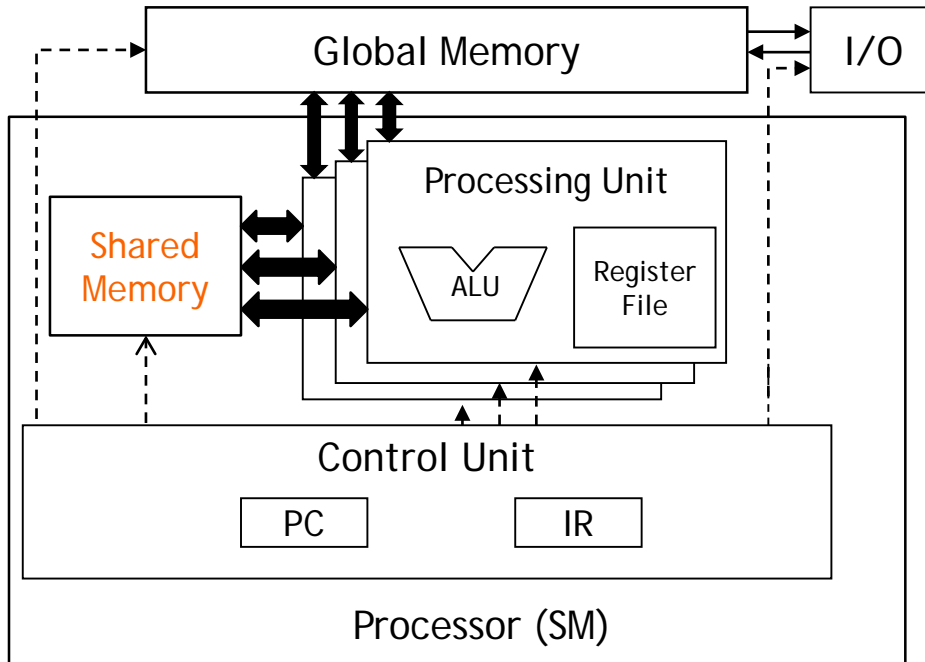 Global Memory
I/O
Processing Unit
Shared
Memory
ALU
Register
File
Control Unit
PC
IR
Processor (SM)